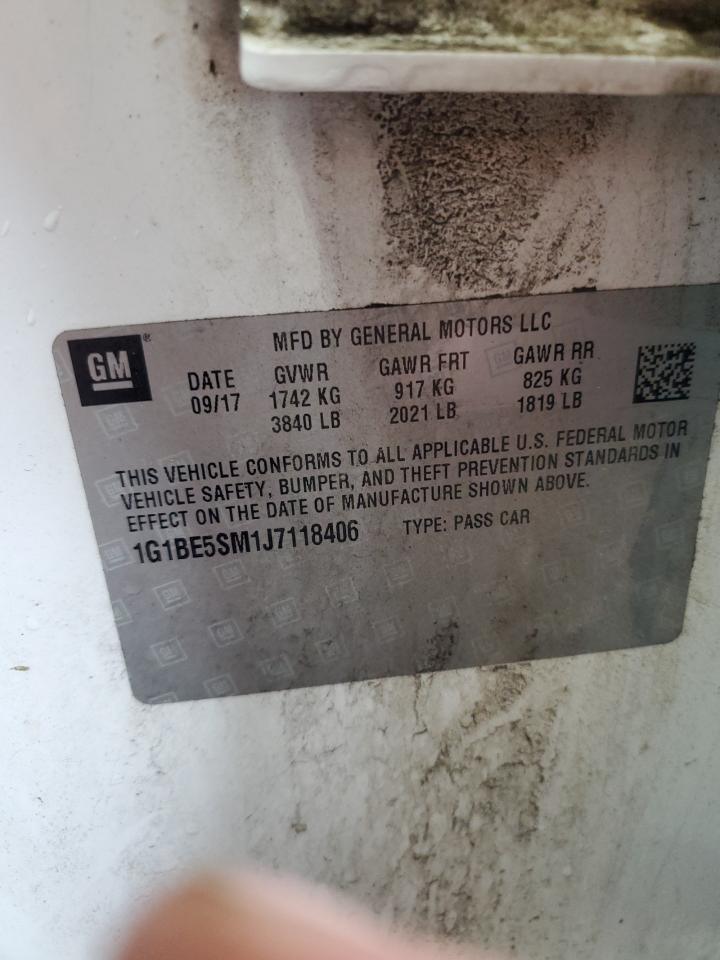 GM®
MFD BY GENERAL MOTORS LLC
DATE GVWR GAWR FRT GAWR RR
09/17 1742 KG 917 KG 825 KG
3840 LB 2021 LB 1819 LB
THIS VEHICLE CONFORMS TO ALL APPLICABLE U.S. FEDERAL MOTOR
VEHICLE SAFETY, BUMPER, AND THEFT PREVENTION STANDARDS IN
EFFECT ON THE DATE OF MANUFACTURE SHOWN ABOVE.
1G1BE5SM1J7118406 TYPE: PASS CAR